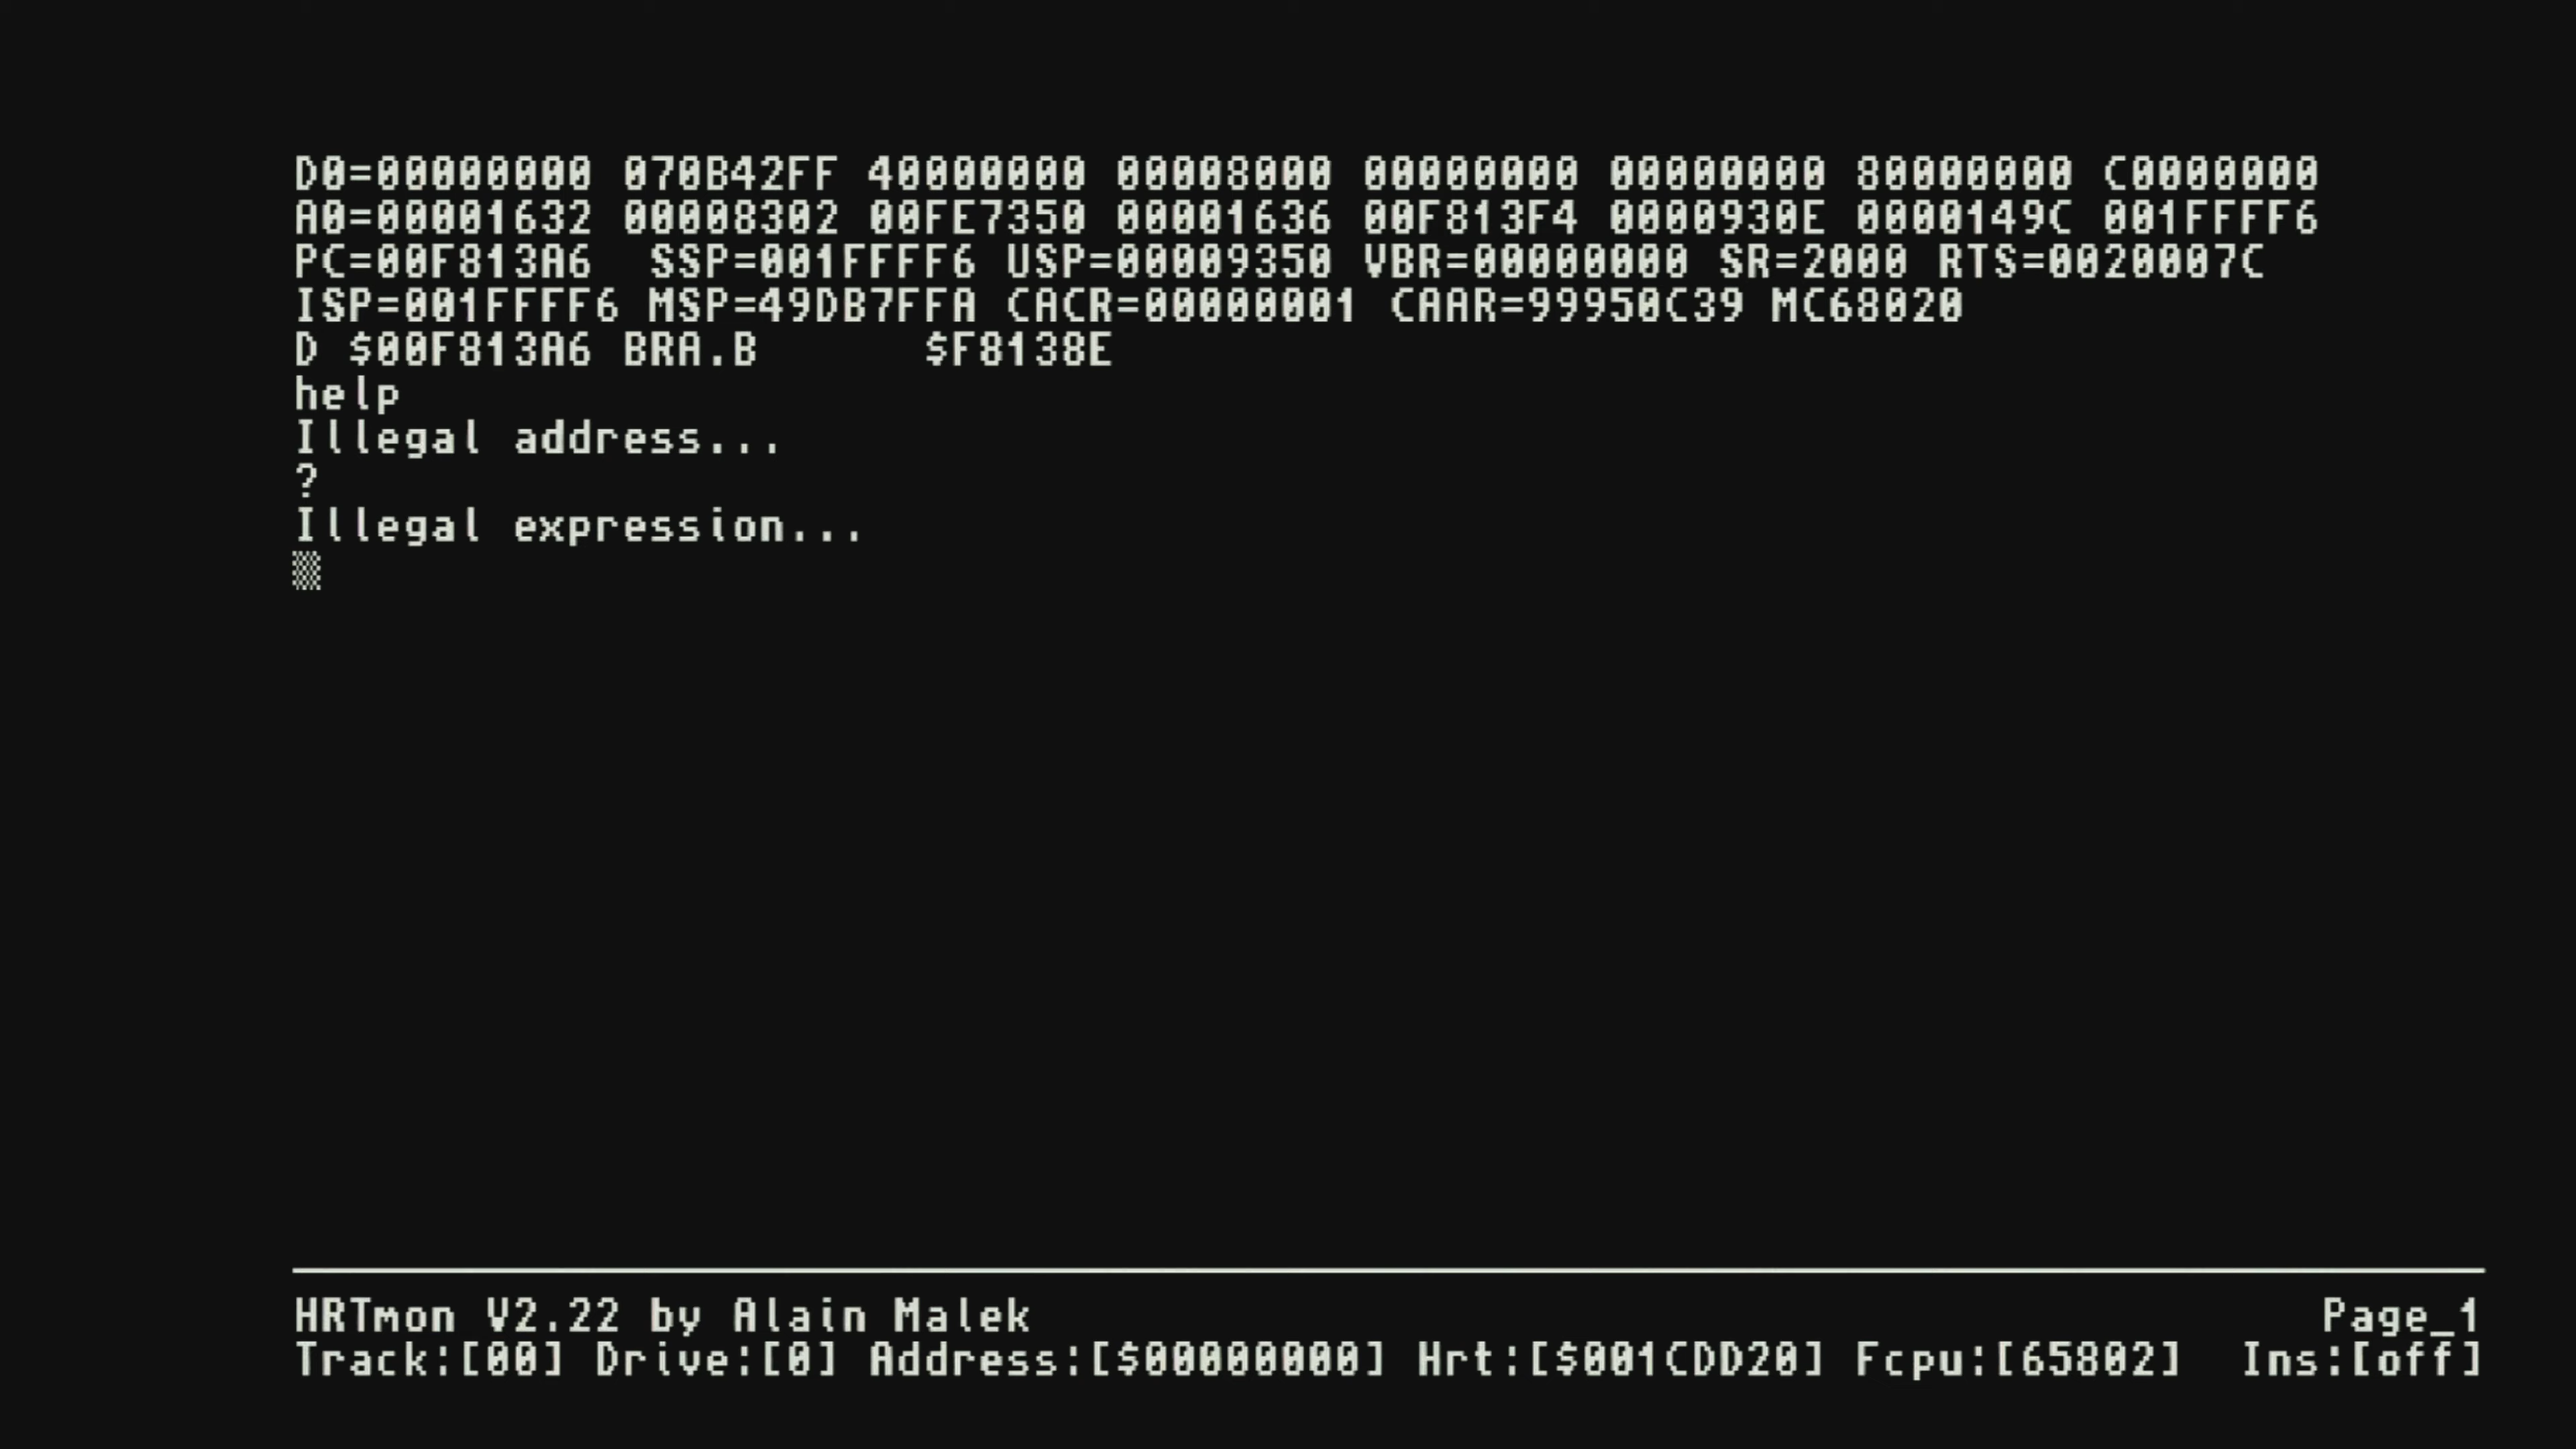 D0=00000000 070B42FF 40000000 00008000 00000000 00000000 80000000 C0000000
A0=00001632 00008302 00FE7350 00001636 00F813F4 0000930E 0000149C 001FFFF6
PC=00F813A6  SSP=001FFFF6 USP=00009350 VBR=00000000 SR=2000 RTS=0020007C
ISP=001FFFF6 MSP=49DB7FFA CACR=00000001 CAAR=99950C39 MC68020
D $00F813A6 BRA.B      $F8138E
help
Illegal address...
?
Illegal expression...
HRTmon V2.22 by Alain Malek Page_1
Track:[00] Drive:[0] Address:[$00000000] Hrt:[$001CDD20] Fcpu:[65802]  Ins:[off]